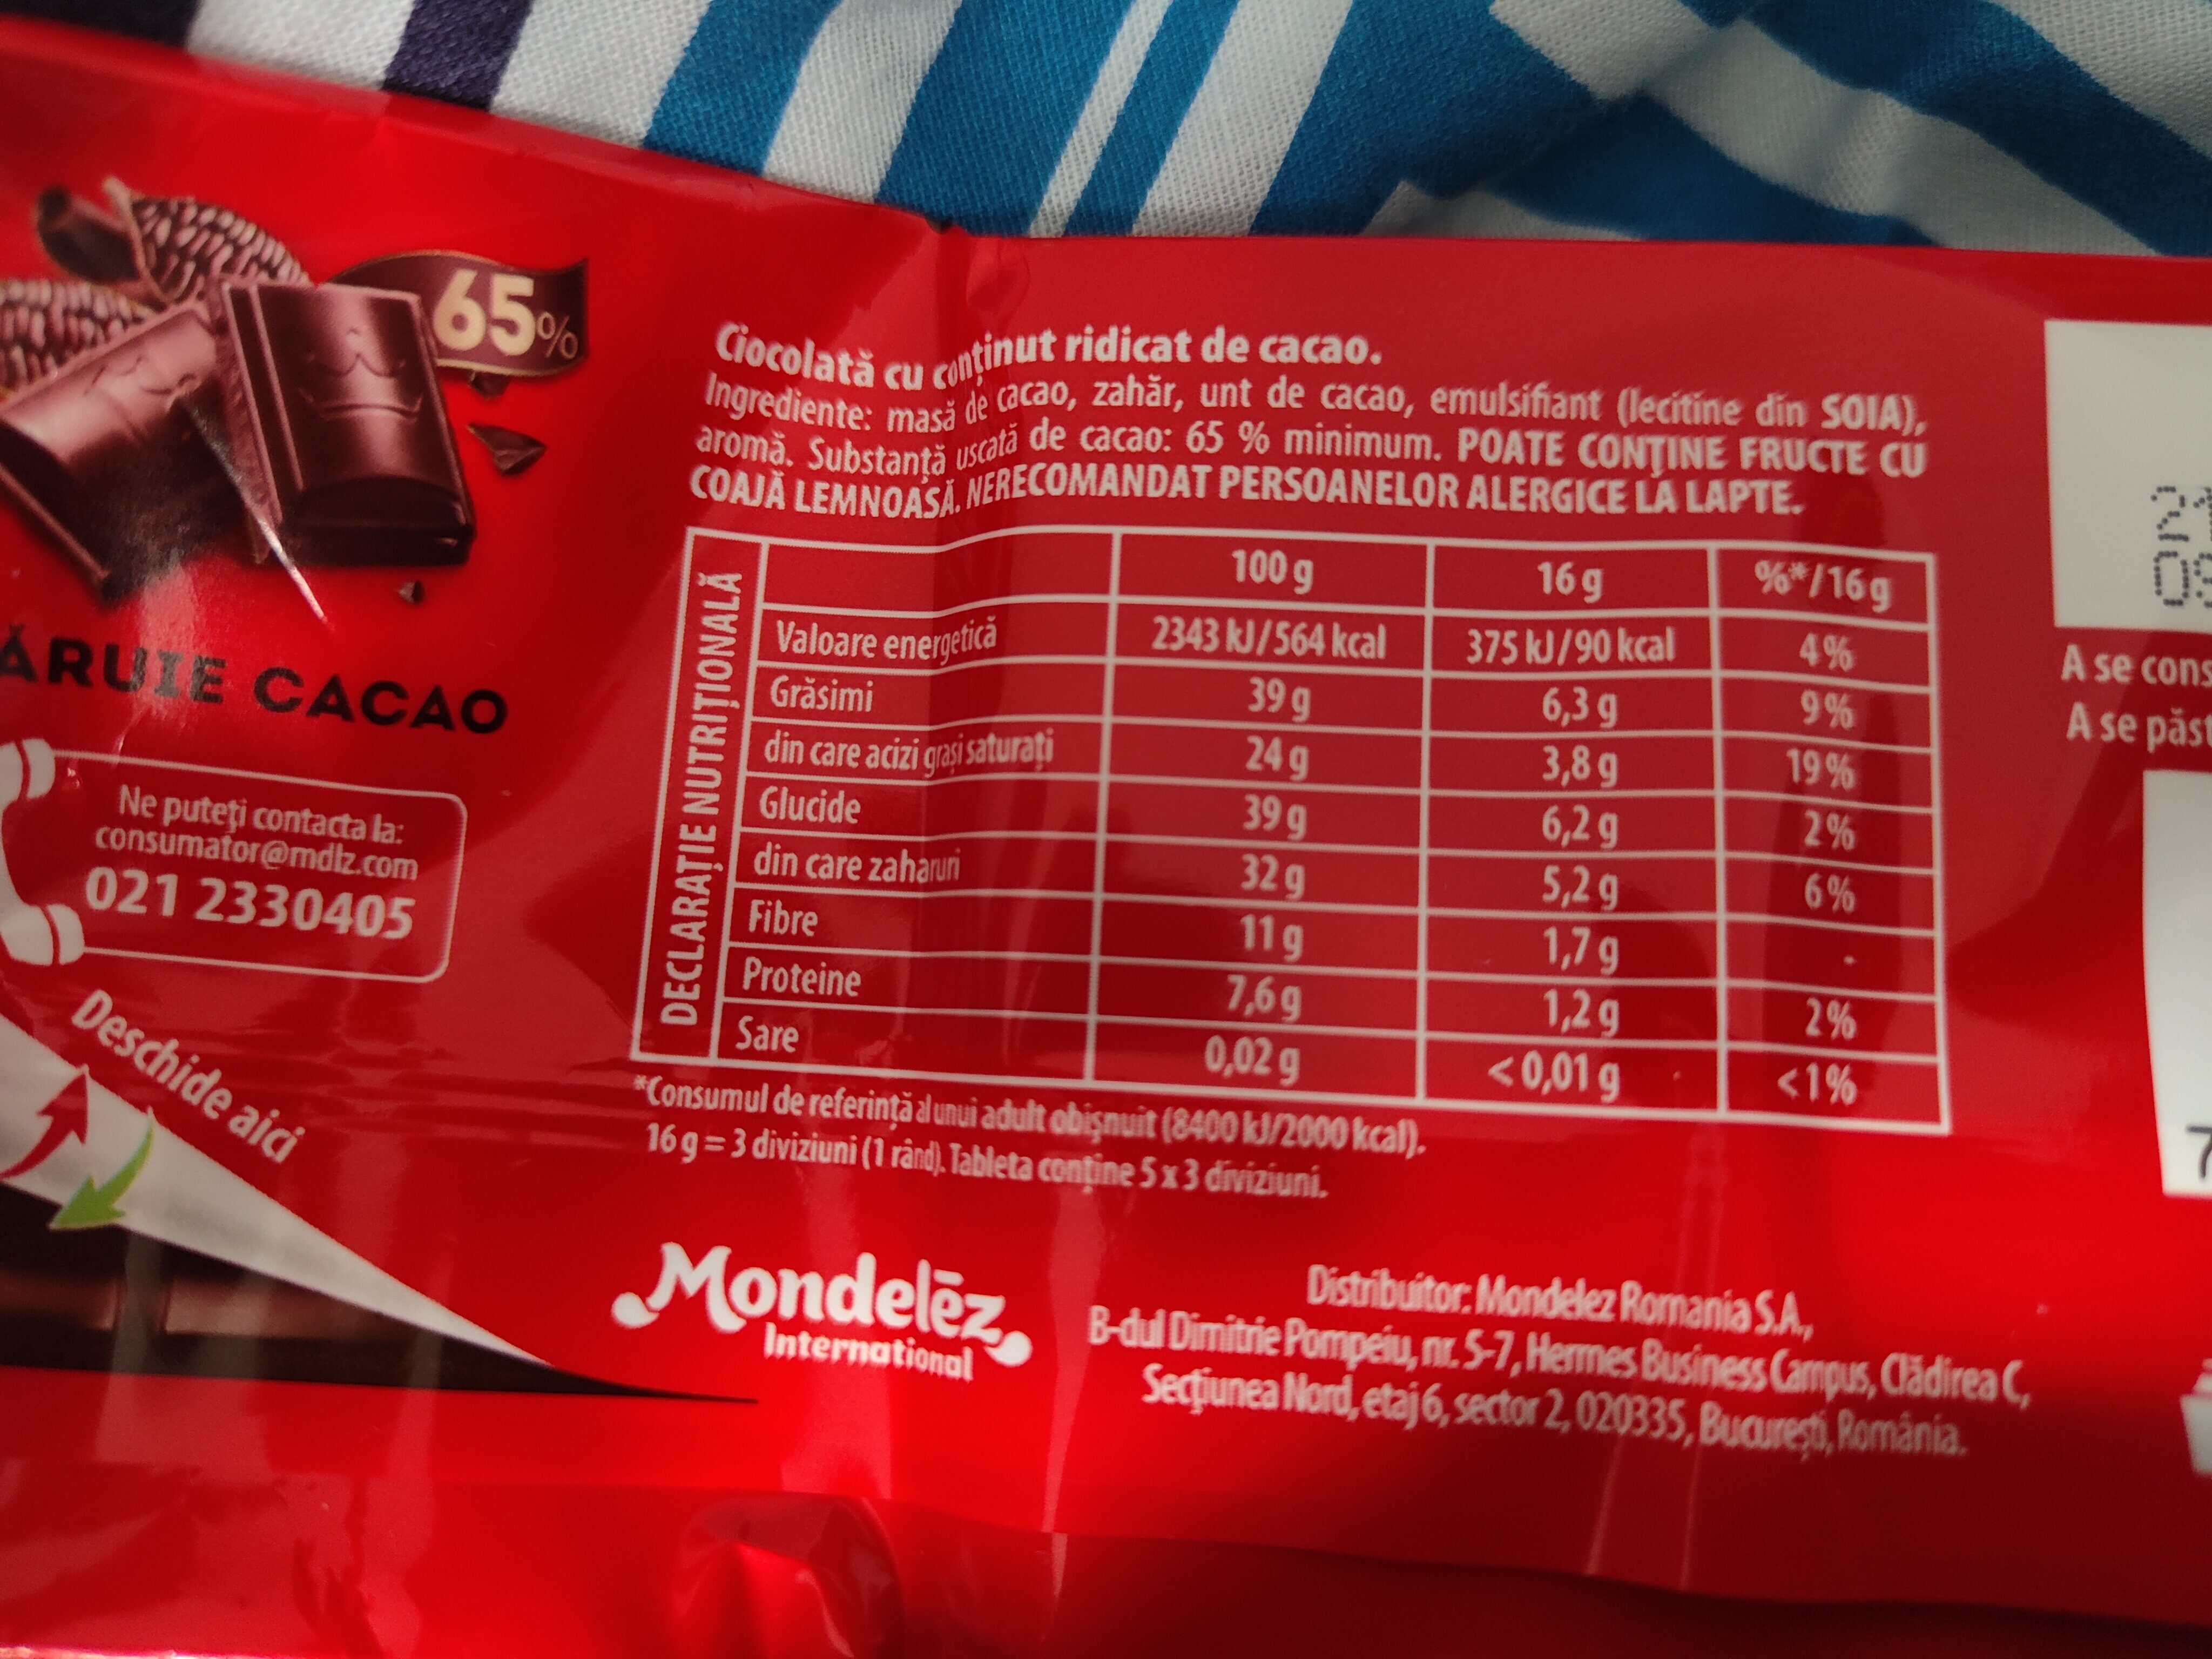 65%
ĂRUIE CACAO
Ne puteți contacta la:
consumator@mdlz.com
021 2330405
Deschide aici
Ciocolată cu conținut ridicat de cacao.
Ingrediente: masă de cacao, zahăr, unt de cacao, emulsifiant (lecitine din SOIA),
aromă. Substanță uscată de cacao: 65 % minimum. POATE CONȚINE FRUCTE CU
COAJĂ LEMNOASĂ. NERECOMANDAT PERSOANELOR ALERGICE LA LAPTE.
DECLARAȚIE NUTRIȚIONALĂ
100 g 16 g %*/16 g
Valoare energetică 2343 kJ/564 kcal 375 kJ/90 kcal 4%
Grăsimi 39 g 6,3 g 9%
din care acizi grași saturați 24 g 3,8 g 19%
Glucide 39 g 6,2 g 2%
din care zaharuri 32 g 5,2 g 6%
Fibre 11 g 1,7 g -
Proteine 7,6 g 1,2 g 2%
Sare 0,02 g <0,01 g <1%
*Consumul de referință al unui adult obișnuit (8400 kJ/2000 kcal).
16 g = 3 diviziuni (1 rând). Tableta conține 5 x 3 diviziuni.
Mondelēz
International
Distribuitor: Mondelez Romania S.A.,
B-dul Dimitrie Pompeiu, nr. 5-7, Hermes Business Campus, Clădirea C,
Secțiunea Nord, etaj 6, sector 2, 020335, București, România.
21
A se cons
A se păst
7